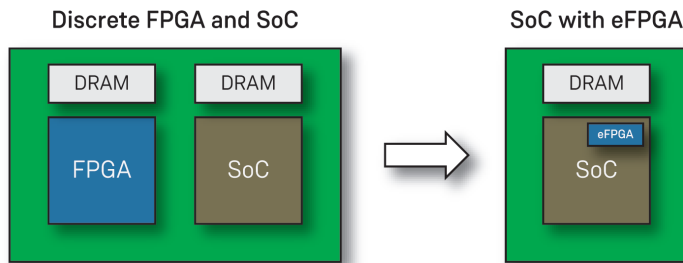 Discrete FPGA and SoC
SoC with eFPGA
DRAM
DRAM
DRAM
FPGA
SoC
eFPGA
SoC